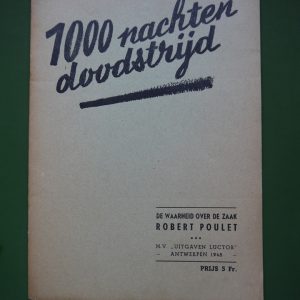 1000 nachten
doodstrijd
DE WAARHEID OVER DE ZAAK
ROBERT POULET
N.V. „UITGAVEN LUCTOR"
- ANTWERPEN 1948 -
PRIJS 5 Fr.